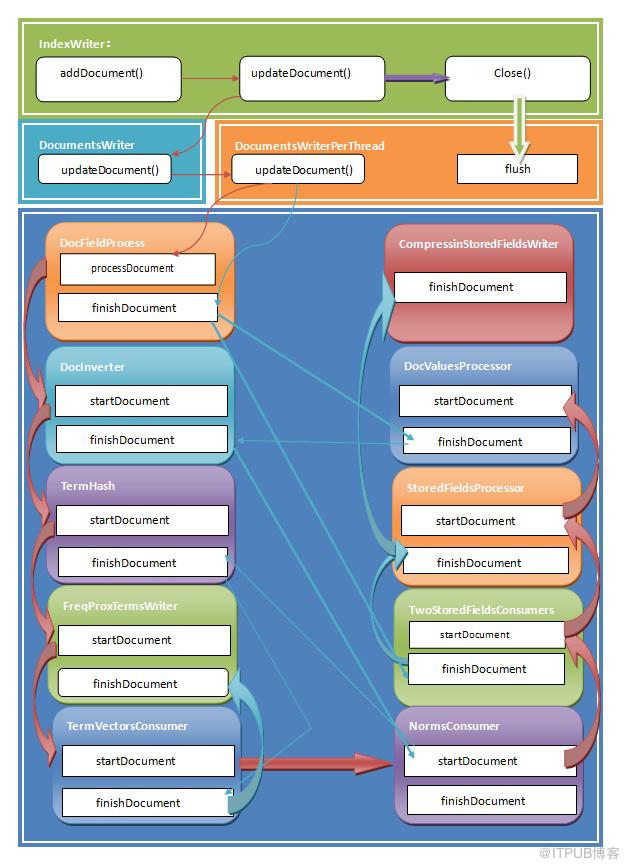 IndexWriter：
addDocument()
updateDocument()
Close()
DocumentsWriter
updateDocument()
DocumentsWriterPerThread
updateDocument()
flush
DocFieldProcess
processDocument
finishDocument
CompressinStoredFieldsWriter
finishDocument
DocInverter
startDocument
finishDocument
DocValuesProcessor
startDocument
finishDocument
TermHash
startDocument
finishDocument
StoredFieldsProcessor
startDocument
finishDocument
FreqProxTermsWriter
startDocument
finishDocument
TwoStoredFieldsConsumers
startDocument
finishDocument
TermVectorsConsumer
startDocument
finishDocument
NormsConsumer
startDocument
finishDocument
@ITPUB博客